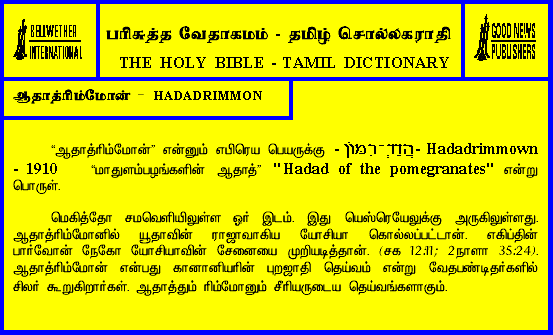 BELLWETHER
INTERNATIONAL
பரிசுத்த வேதாகமம் - தமிழ் சொல்லகராதி
THE HOLY BIBLE - TAMIL DICTIONARY
GOOD NEWS
PUBLISHERS
ஆதாத்ரிம்மோன் – HADADRIMMON
“ஆதாத்ரிம்மோன்” என்னும் எபிரெய பெயருக்கு - הֲדַד־רִמּוֹן - Hadadrimmown
- 1910 “மாதுளம்பழங்களின் ஆதாத்” "Hadad of the pomegranates" என்று
பொருள்.
மெகித்தோ சமவெளியிலுள்ள ஓர் இடம். இது யெஸ்ரெயேலுக்கு அருகிலுள்ளது.
ஆதாத்ரிம்மோனில் யூதாவின் ராஜாவாகிய யோசியா கொல்லப்பட்டான். எகிப்தின்
பார்வோன் நேகோ யோசியாவின் சேனையை முறியடித்தான். (சக 12:11; 2நாளா 35:24).
ஆதாத்ரிம்மோன் என்பது கானானியரின் புறஜாதி தெய்வம் என்று வேதபண்டிதர்களில்
சிலர் கூறுகிறார்கள். ஆதாத்தும் ரிம்மோனும் சீரியருடைய தெய்வங்களாகும்.